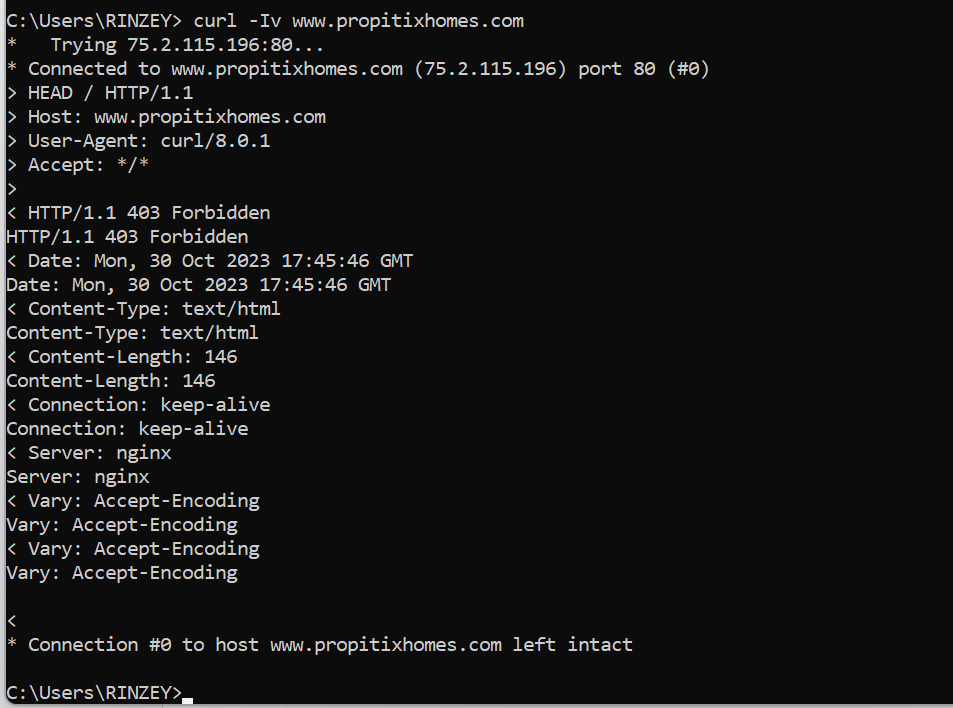 C:\Users\RINZEY> curl -Iv www.propitixhomes.com
*   Trying 75.2.115.196:80...
* Connected to www.propitixhomes.com (75.2.115.196) port 80 (#0)
> HEAD / HTTP/1.1
> Host: www.propitixhomes.com
> User-Agent: curl/8.0.1
> Accept: */*
>
< HTTP/1.1 403 Forbidden
HTTP/1.1 403 Forbidden
< Date: Mon, 30 Oct 2023 17:45:46 GMT
Date: Mon, 30 Oct 2023 17:45:46 GMT
< Content-Type: text/html
Content-Type: text/html
< Content-Length: 146
Content-Length: 146
< Connection: keep-alive
Connection: keep-alive
< Server: nginx
Server: nginx
< Vary: Accept-Encoding
Vary: Accept-Encoding
< Vary: Accept-Encoding
Vary: Accept-Encoding
<
* Connection #0 to host www.propitixhomes.com left intact
C:\Users\RINZEY>